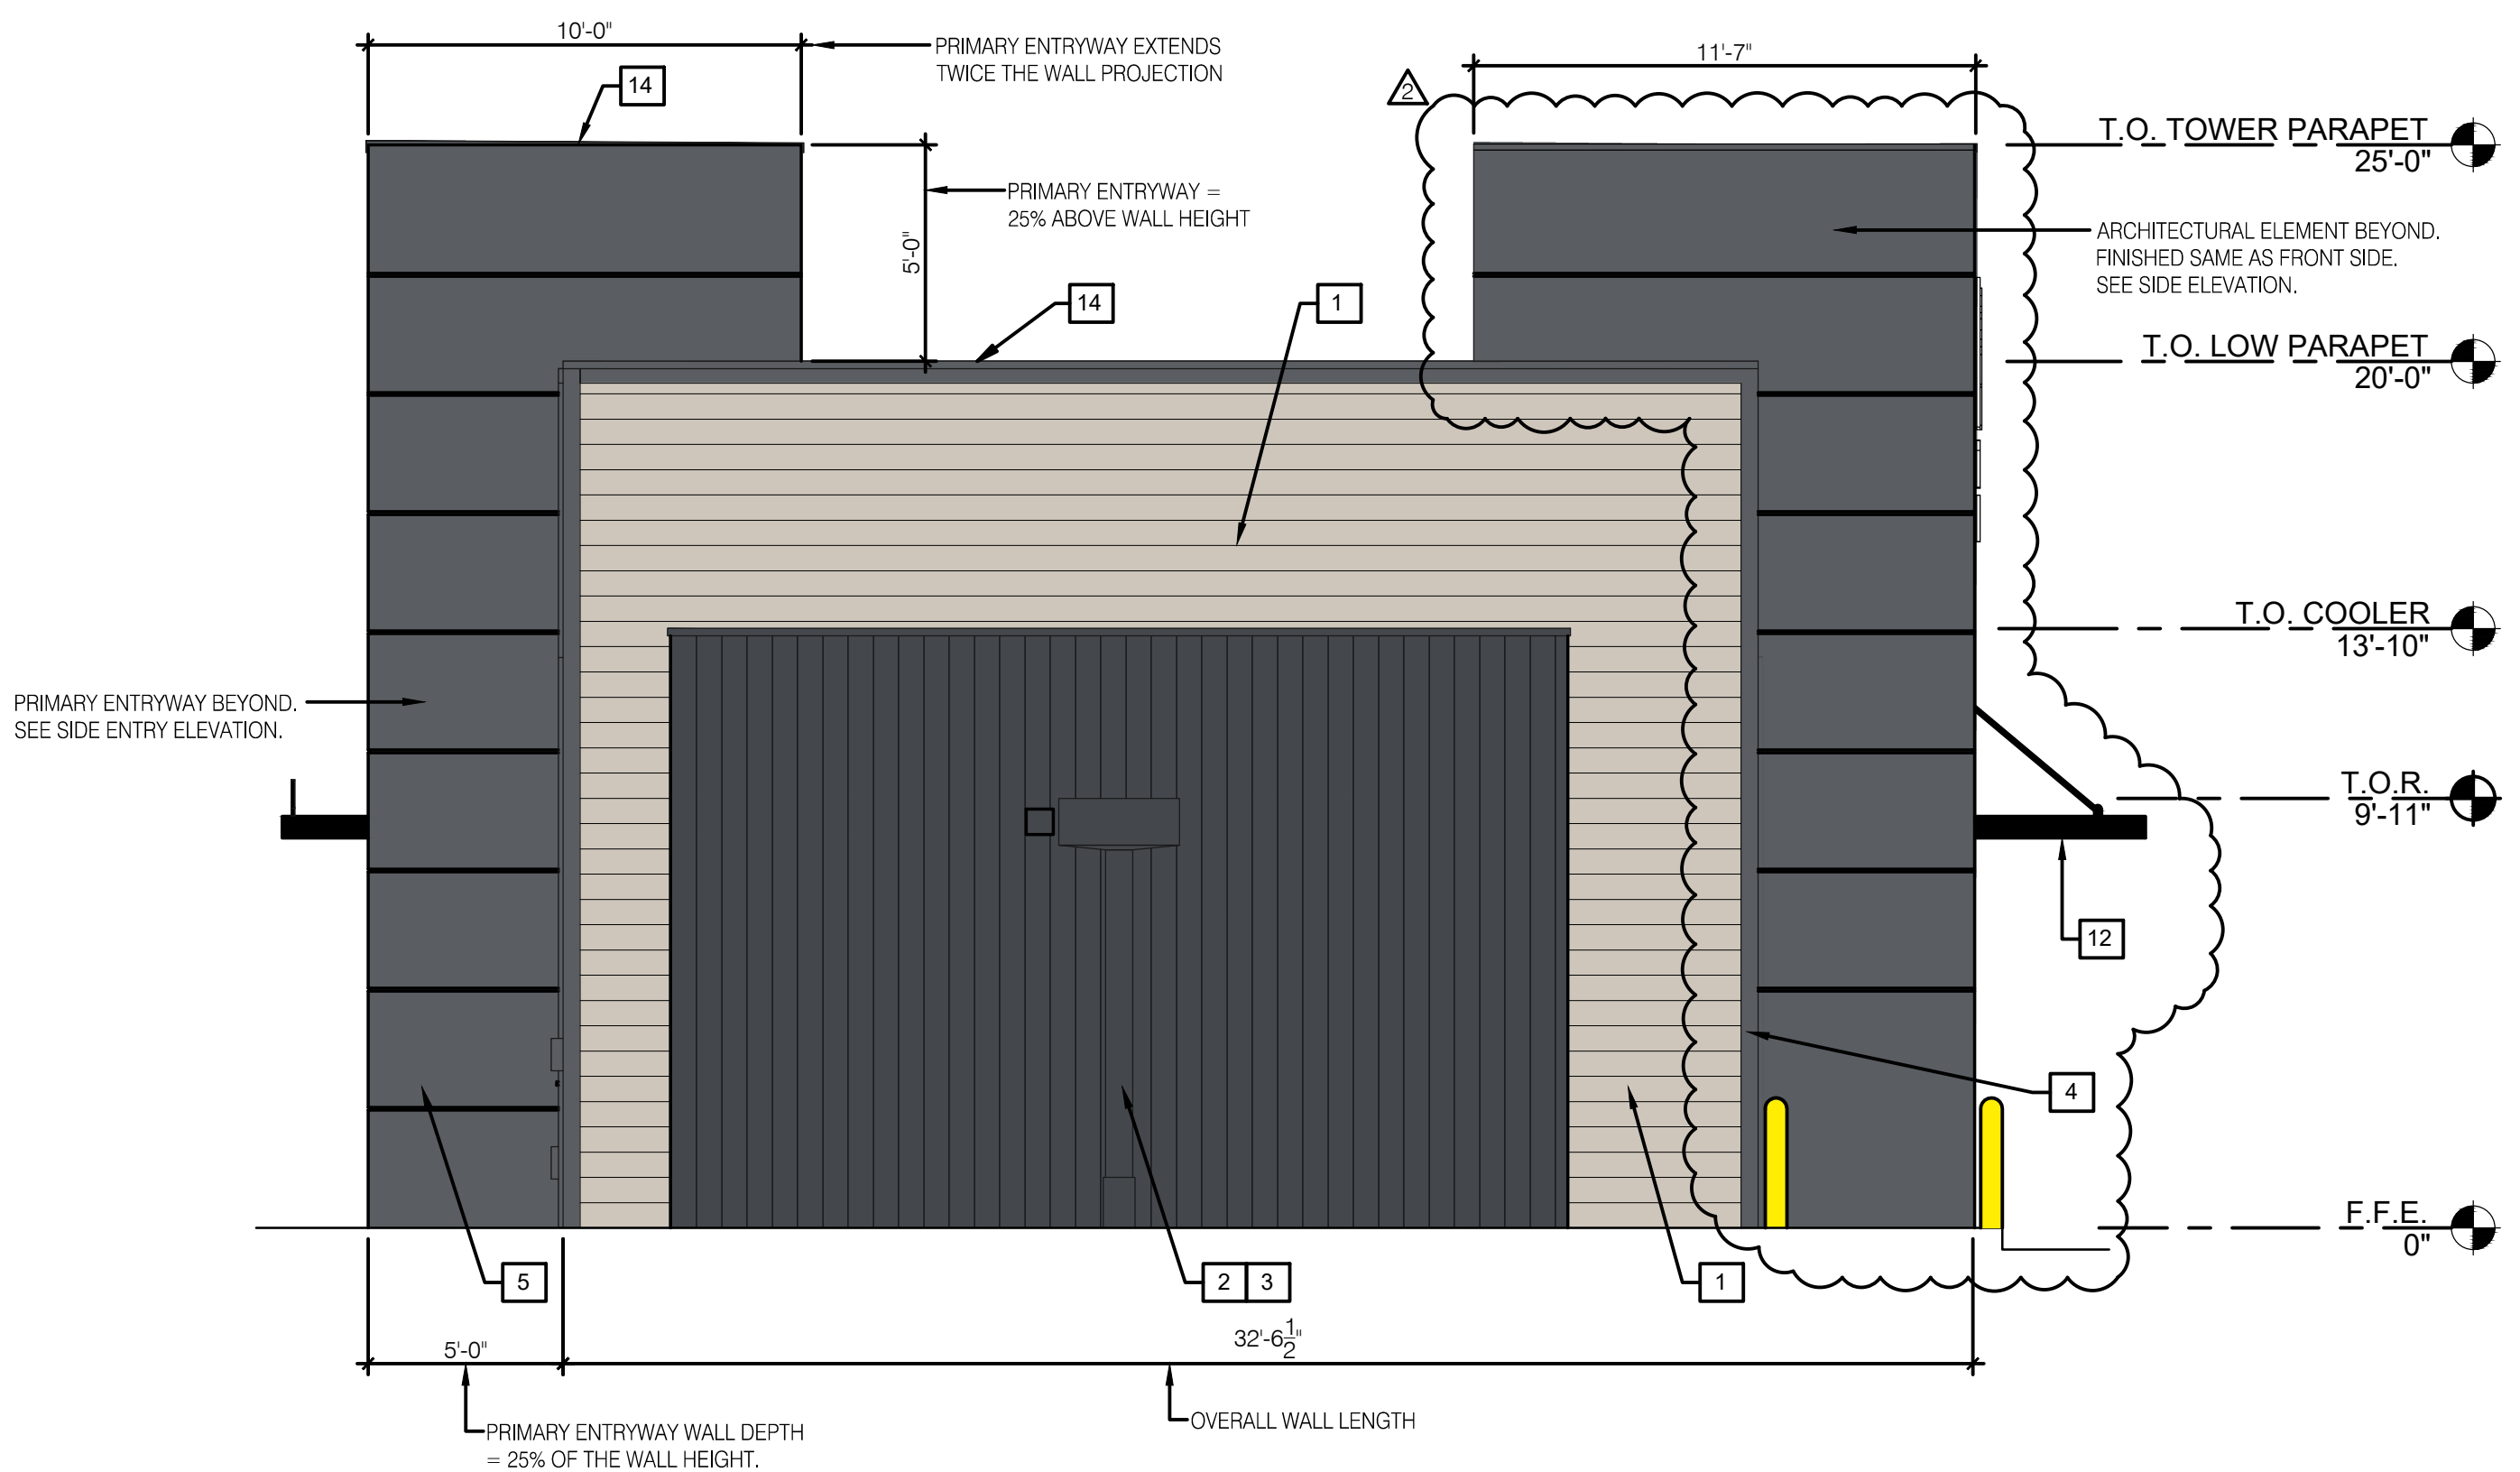 10'-0"
PRIMARY ENTRYWAY EXTENDS
TWICE THE WALL PROJECTION
11'-7"
14
2
T.O. TOWER PARAPET
25'-0"
PRIMARY ENTRYWAY =
25% ABOVE WALL HEIGHT
5'-0"
ARCHITECTURAL ELEMENT BEYOND.
FINISHED SAME AS FRONT SIDE.
SEE SIDE ELEVATION.
14
1
T.O. LOW PARAPET
20'-0"
T.O. COOLER
13'-10"
PRIMARY ENTRYWAY BEYOND.
SEE SIDE ENTRY ELEVATION.
T.O.R.
9'-11"
12
4
F.F.E.
0"
5
2 3
1
5'-0"
32'-6 1/2"
PRIMARY ENTRYWAY WALL DEPTH
= 25% OF THE WALL HEIGHT.
OVERALL WALL LENGTH